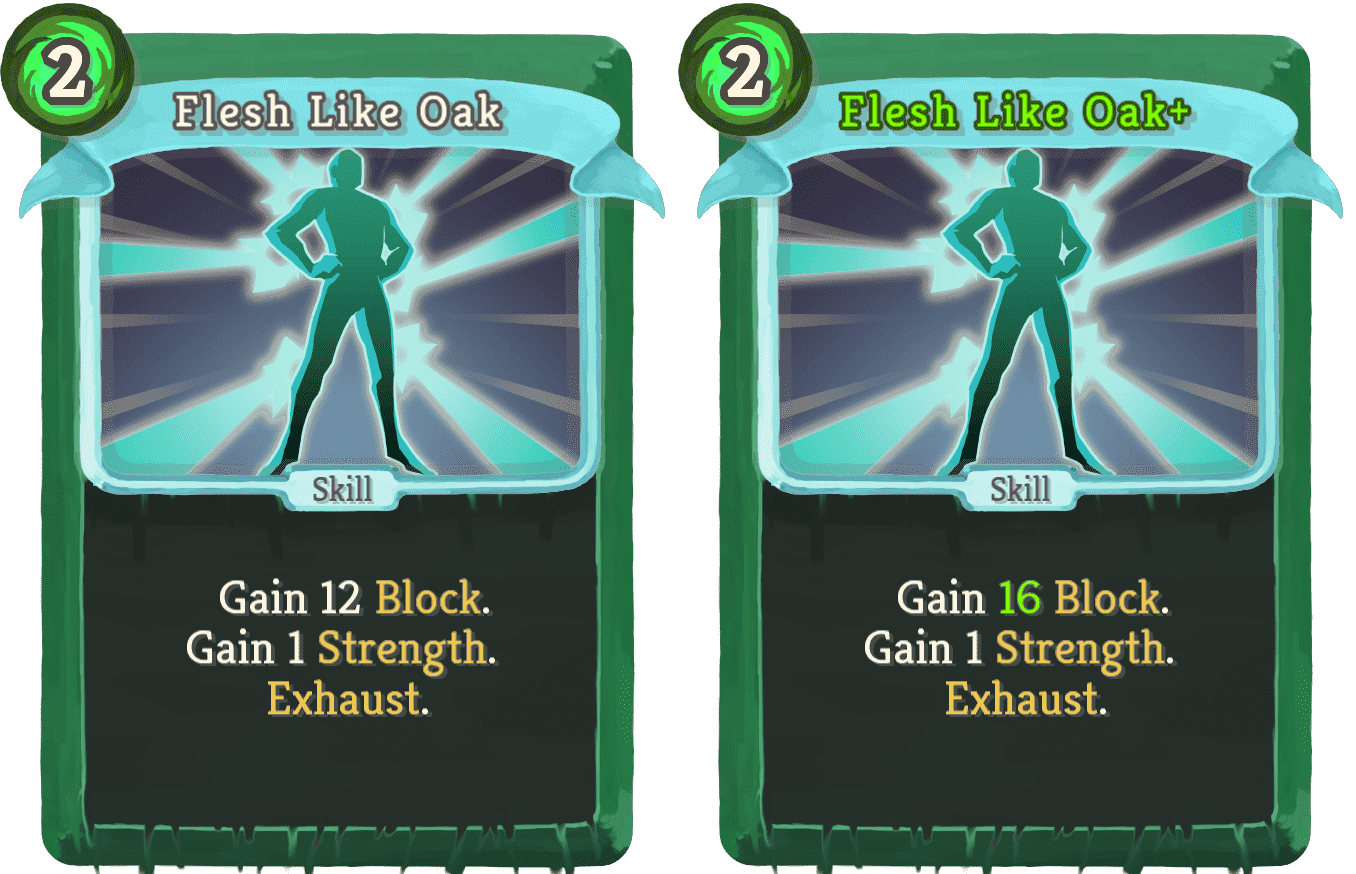 2
Flesh Like Oak
Skill
Gain 12 Block.
Gain 1 Strength.
Exhaust.
2
Flesh Like Oak+
Skill
Gain 16 Block.
Gain 1 Strength.
Exhaust.